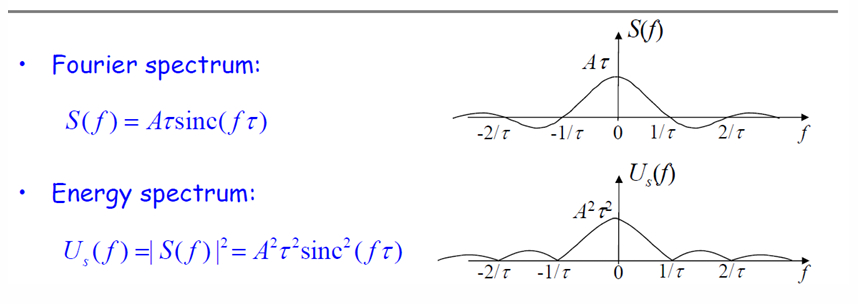 • Fourier spectrum:
S(f) = Aτsinc(fτ)
S(f)
Aτ
-2/τ -1/τ 0 1/τ 2/τ f
• Energy spectrum:
U_s(f) =| S(f) |² = A²τ²sinc²(fτ)
U_s(f)
A²τ²
-2/τ -1/τ 0 1/τ 2/τ f